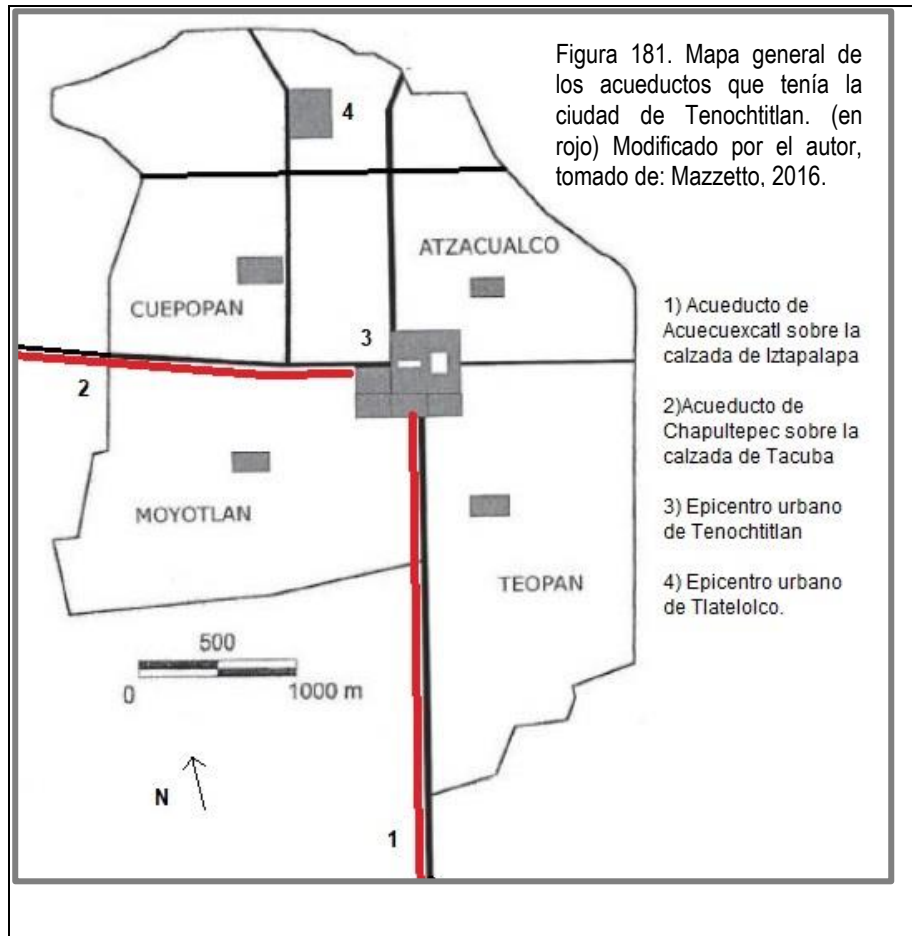 Figura 181. Mapa general de
los acueductos que tenía la
ciudad de Tenochtitlan. (en
rojo) Modificado por el autor,
tomado de: Mazzetto, 2016.
4
ATZACUALCO
CUEPOPAN
3
2
1) Acueducto de
Acuecuexcatl sobre la
calzada de Iztapalapa
2)Acueducto de
Chapultepec sobre la
calzada de Tacuba
3) Epicentro urbano
de Tenochtitlan
4) Epicentro urbano
de Tlatelolco.
MOYOTLAN
TEOPAN
500
0 1000 m
N
1